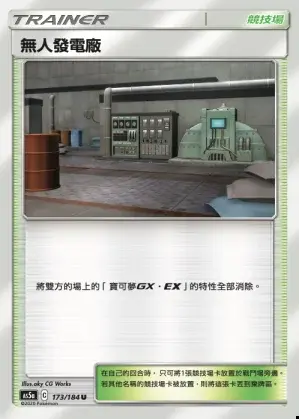 TRAINER 競技場
無人發電廠
將雙方的場上的「寶可夢GX・EX」的特性全部消除。
Illus.oky CG Works
AS5a C 173/184 U
©2020 Pokémon
在自己的回合時，只可將1張競技場卡放置於戰鬥場旁邊。
若其他名稱的競技場卡被放置，則將這張卡丟到棄牌區。